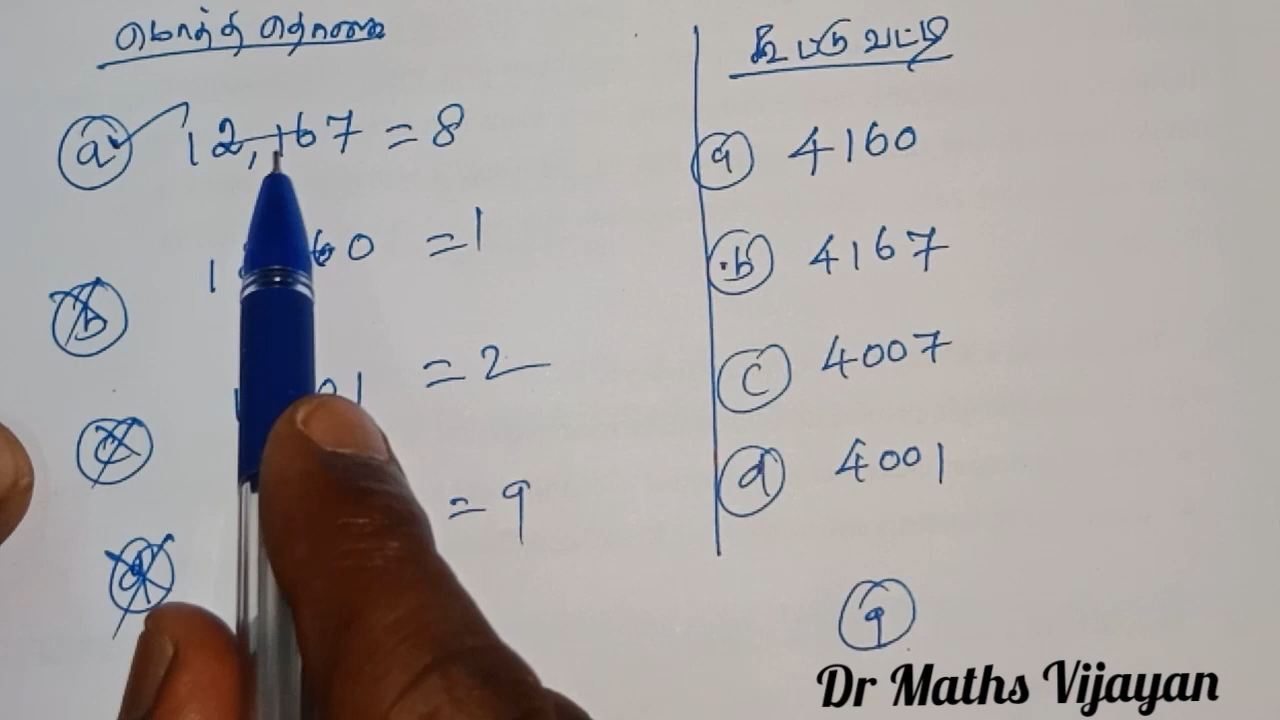 மொத்த தொகை
(a) 12,167 = 8
(b) = 1
(c) = 2
(d) = 9
கூட்டு வட்டி
(a) 4160
(b) 4167
(c) 4007
(d) 4001
9
Dr Maths Vijayan